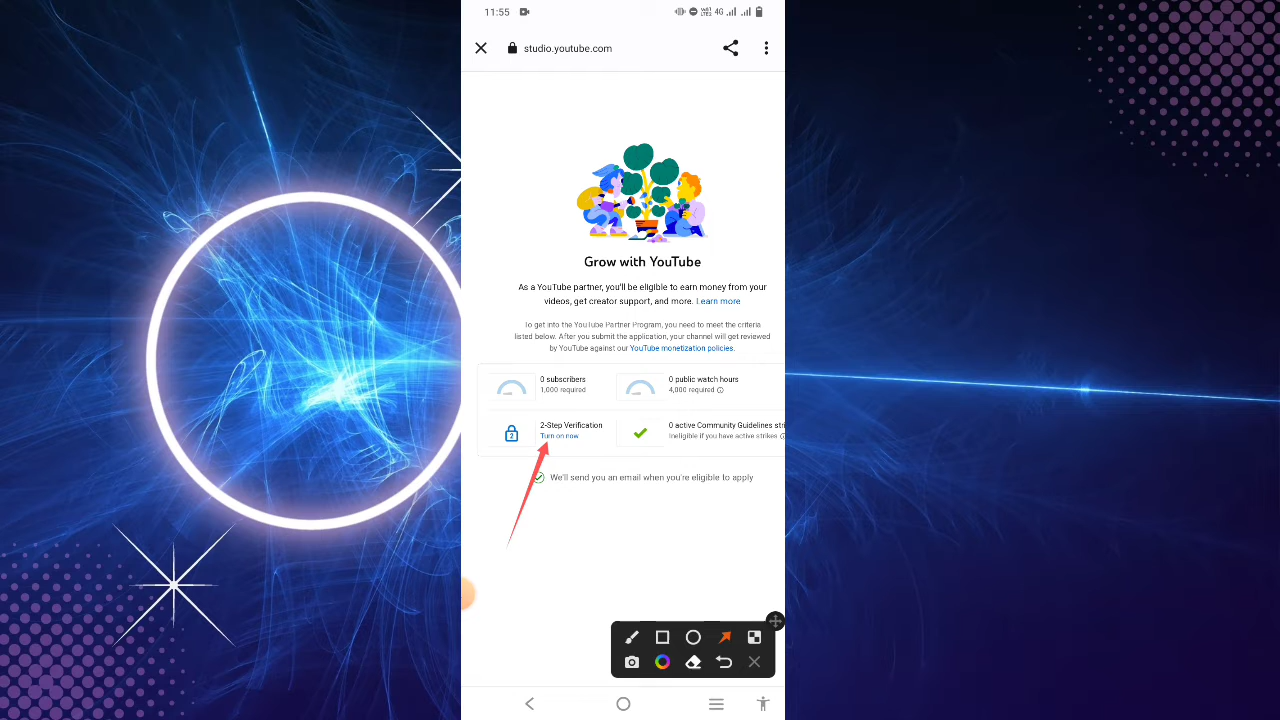 11:55
4G
studio.youtube.com
Grow with YouTube
As a YouTube partner, you'll be eligible to earn money from your
videos, get creator support, and more. Learn more
To get into the YouTube Partner Program, you need to meet the criteria
listed below. After you submit the application, your channel will get reviewed
by YouTube against our YouTube monetization policies.
0 subscribers
1,000 required
0 public watch hours
4,000 required
2-Step Verification
Turn on now
2
0 active Community Guidelines stri
Ineligible if you have active strikes
We'll send you an email when you're eligible to apply